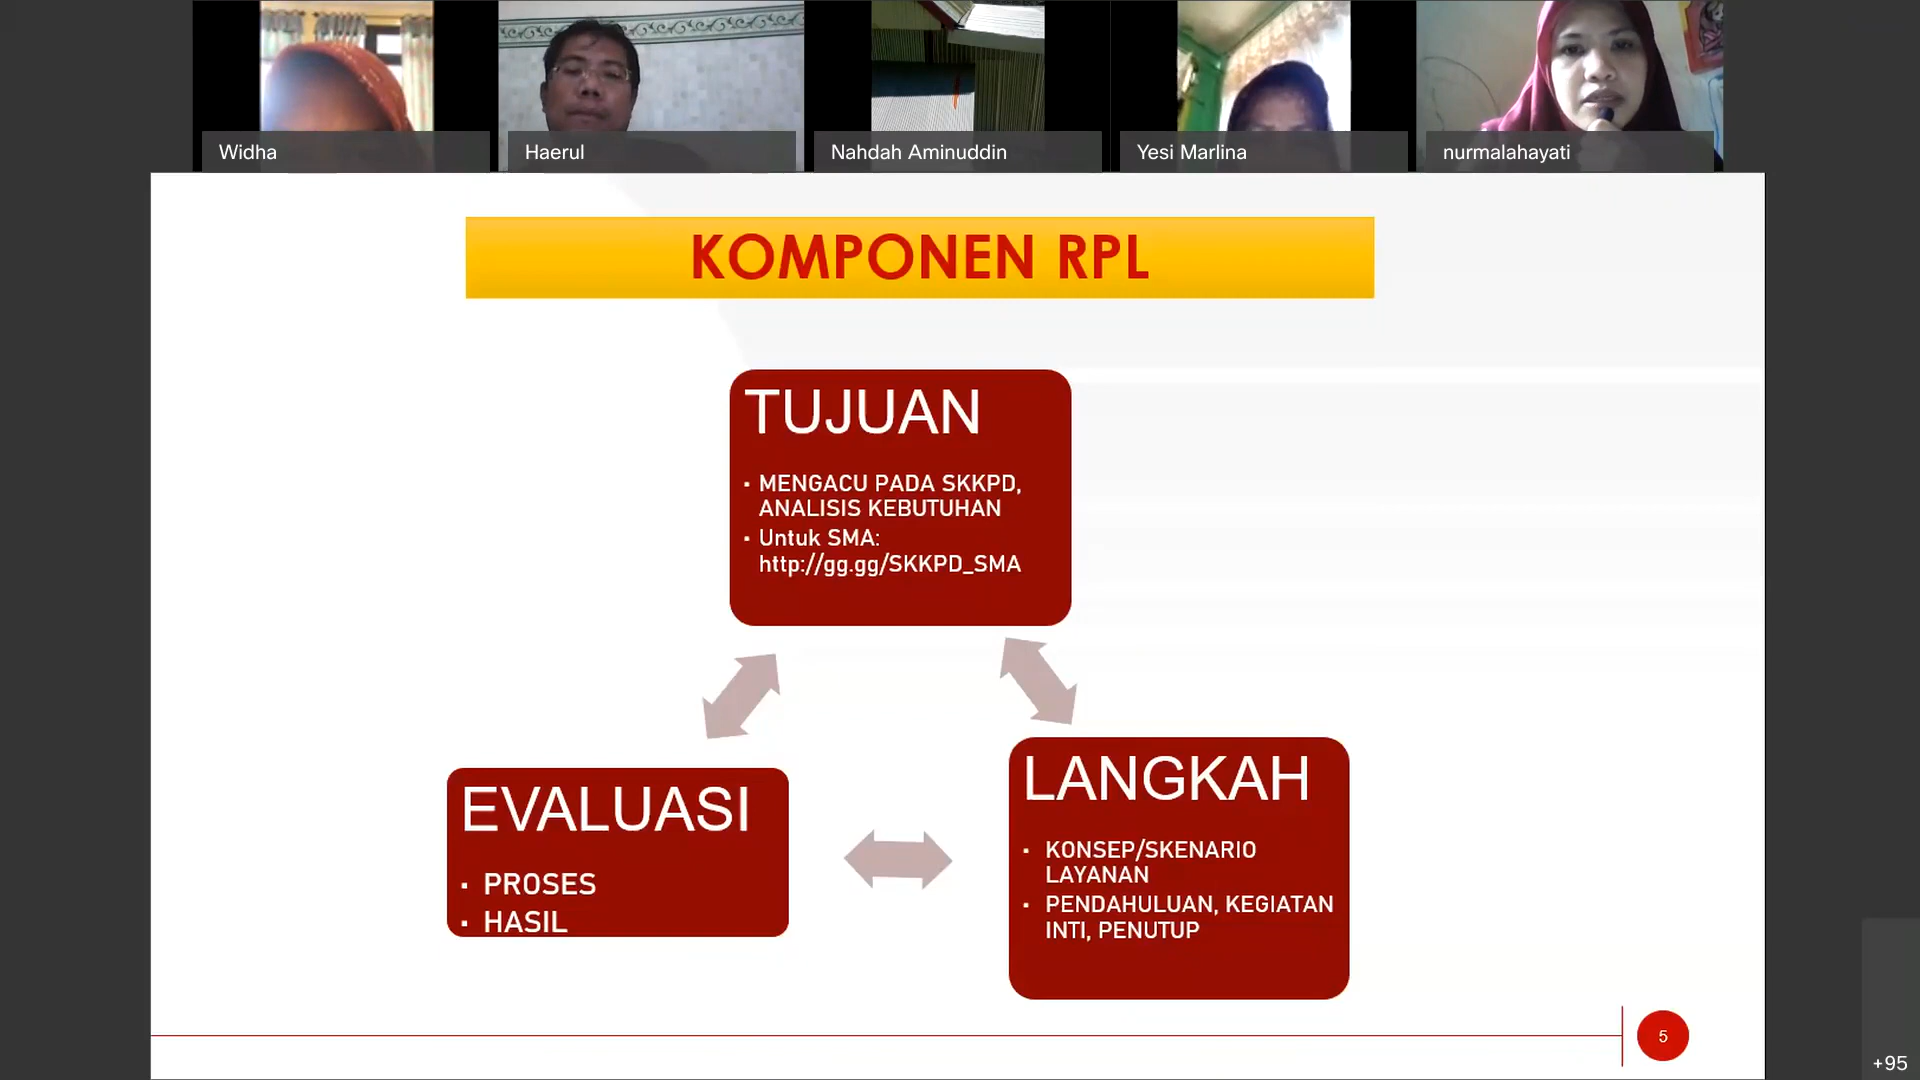 Widha
Haerul
Nahdah Aminuddin
Yesi Marlina
nurmalahayati
KOMPONEN RPL
TUJUAN
▪ MENGACU PADA SKKPD,
ANALISIS KEBUTUHAN
▪ Untuk SMA:
http://gg.gg/SKKPD_SMA
EVALUASI
▪ PROSES
▪ HASIL
LANGKAH
▪ KONSEP/SKENARIO
LAYANAN
▪ PENDAHULUAN, KEGIATAN
INTI, PENUTUP
5
+95